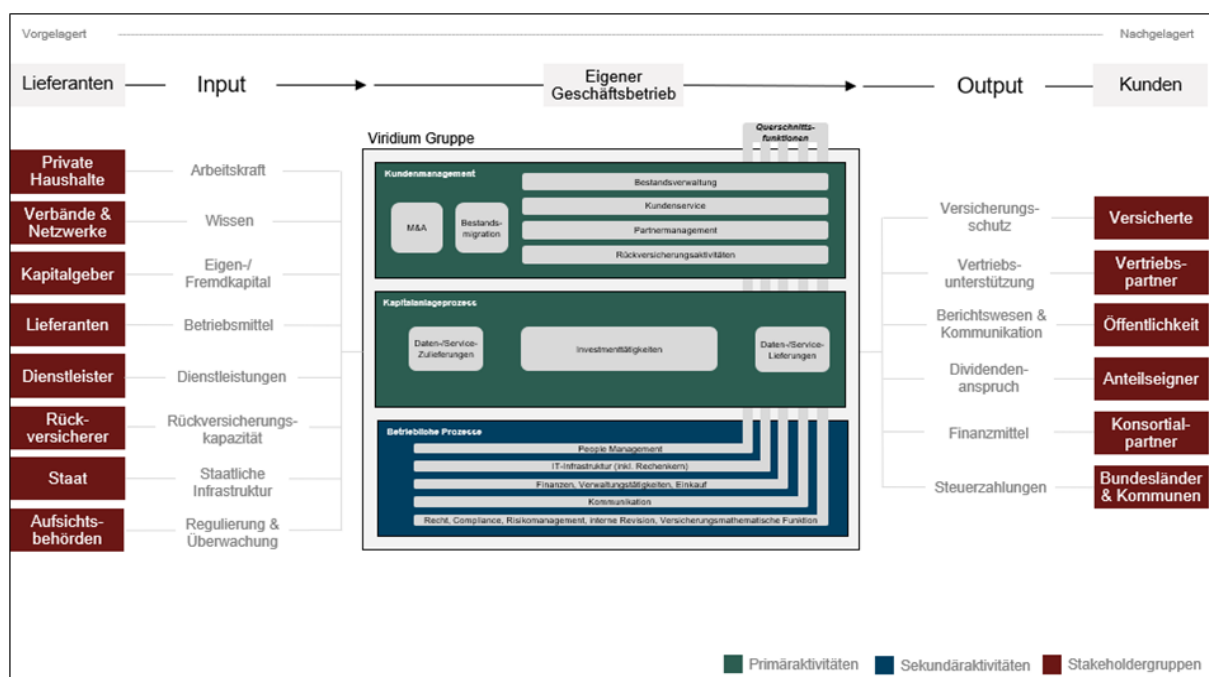 Vorgelagert
Nachgelagert
Lieferanten
Input
Eigener
Geschäftsbetrieb
Output
Kunden
Viridium Gruppe
Querschnitts-
funktionen
Private
Haushalte
Arbeitskraft
Verbände &
Netzwerke
Wissen
Kapitalgeber
Eigen-/
Fremdkapital
Lieferanten
Betriebsmittel
Dienstleister
Dienstleistungen
Rück-
versicherer
Rückversicherungs-
kapazität
Staat
Staatliche
Infrastruktur
Aufsichts-
behörden
Regulierung &
Überwachung
Kundenmanagement
M&A
Bestands-
migration
Bestandsverwaltung
Kundenservice
Partnermanagement
Rückversicherungsaktivitäten
Kapitalanlageprozess
Daten-/Service-
Zulieferungen
Investmenttätigkeiten
Daten-/Service-
Lieferungen
Betriebliche Prozesse
People Management
IT-Infrastruktur (inkl. Rechenkern)
Finanzen, Verwaltungstätigkeiten, Einkauf
Kommunikation
Recht, Compliance, Risikomanagement, interne Revision, Versicherungsmathematische Funktion
Versicherungs-
schutz
Versicherte
Vertriebs-
unterstützung
Vertriebs-
partner
Berichtswesen &
Kommunikation
Öffentlichkeit
Dividenden-
anspruch
Anteilseigner
Finanzmittel
Konsortial-
partner
Steuerzahlungen
Bundesländer
& Kommunen
Primäraktivitäten
Sekundäraktivitäten
Stakeholdergruppen